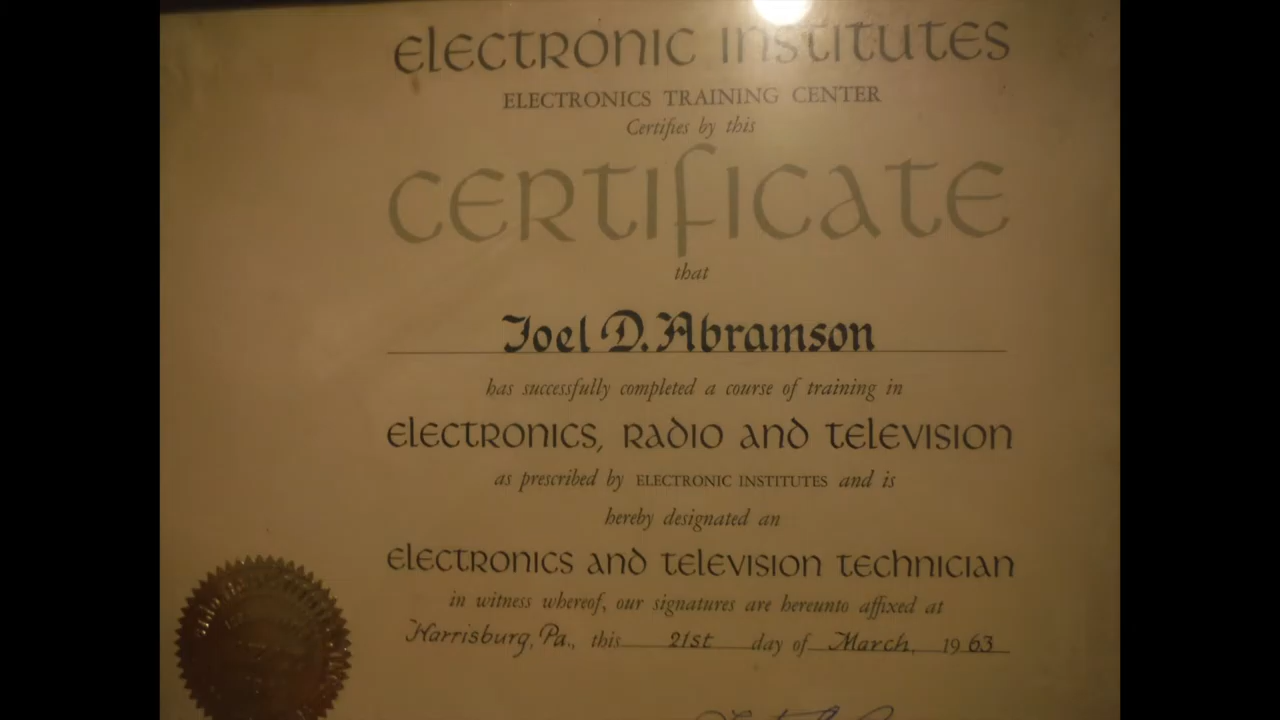 ELECTRONIC INSTITUTES
ELECTRONICS TRAINING CENTER
Certifies by this
CERTIFICATE
that
Joel D. Abramson
has successfully completed a course of training in
ELECTRONICS, RADIO AND TELEVISION
as prescribed by ELECTRONIC INSTITUTES and is
hereby designated an
ELECTRONICS AND TELEVISION TECHNICIAN
in witness whereof, our signatures are hereunto affixed at
Harrisburg, Pa., this 21st day of March, 1963